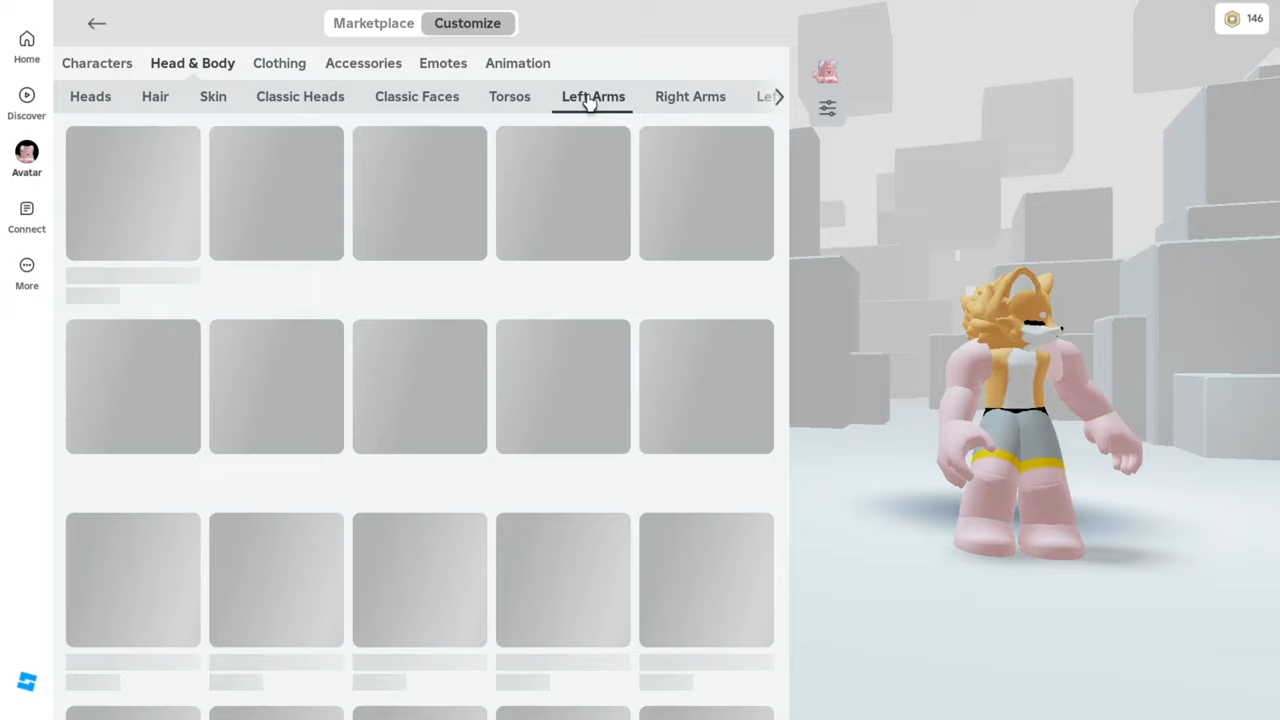 Marketplace Customize
146
Home
Characters Head & Body Clothing Accessories Emotes Animation
Heads Hair Skin Classic Heads Classic Faces Torsos Left Arms Right Arms
Discover
Avatar
Connect
More